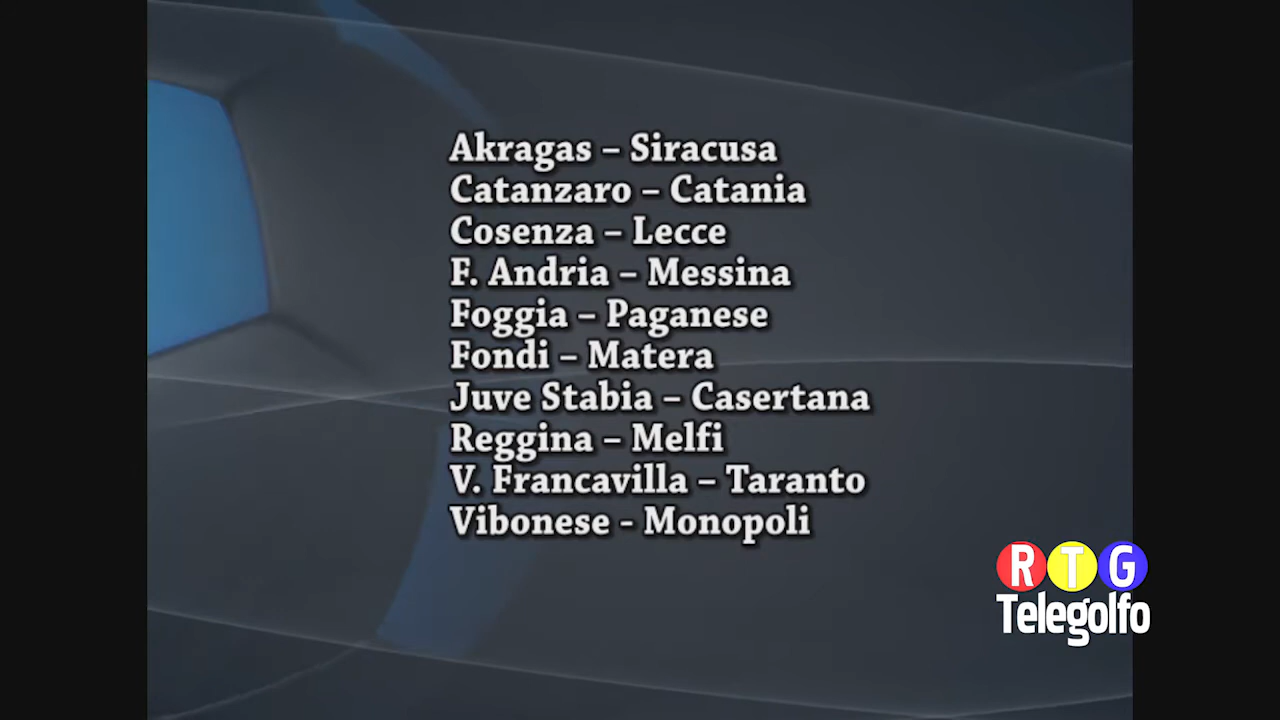 Akragas – Siracusa
Catanzaro – Catania
Cosenza – Lecce
F. Andria – Messina
Foggia – Paganese
Fondi – Matera
Juve Stabia – Casertana
Reggina – Melfi
V. Francavilla – Taranto
Vibonese - Monopoli
RTG
Telegolfo